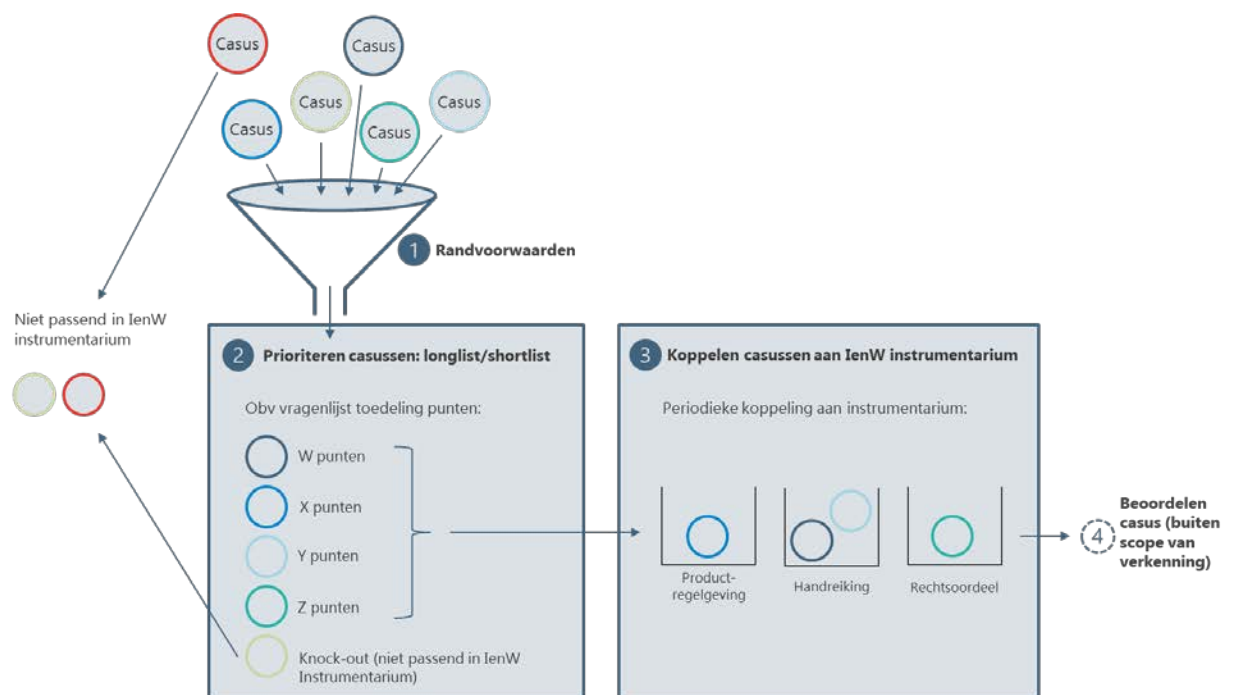 Casus
Casus
Casus
Casus
Casus
Casus
1 Randvoorwaarden
Niet passend in IenW
instrumentarium
2 Prioriteren casussen: longlist/shortlist
Obv vragenlijst toedeling punten:
W punten
X punten
Y punten
Z punten
Knock-out (niet passend in IenW
Instrumentarium)
3 Koppelen casussen aan IenW instrumentarium
Periodieke koppeling aan instrumentarium:
Product-
regelgeving
Handreiking
Rechtsoordeel
4
Beoordelen
casus (buiten
scope van
verkenning)